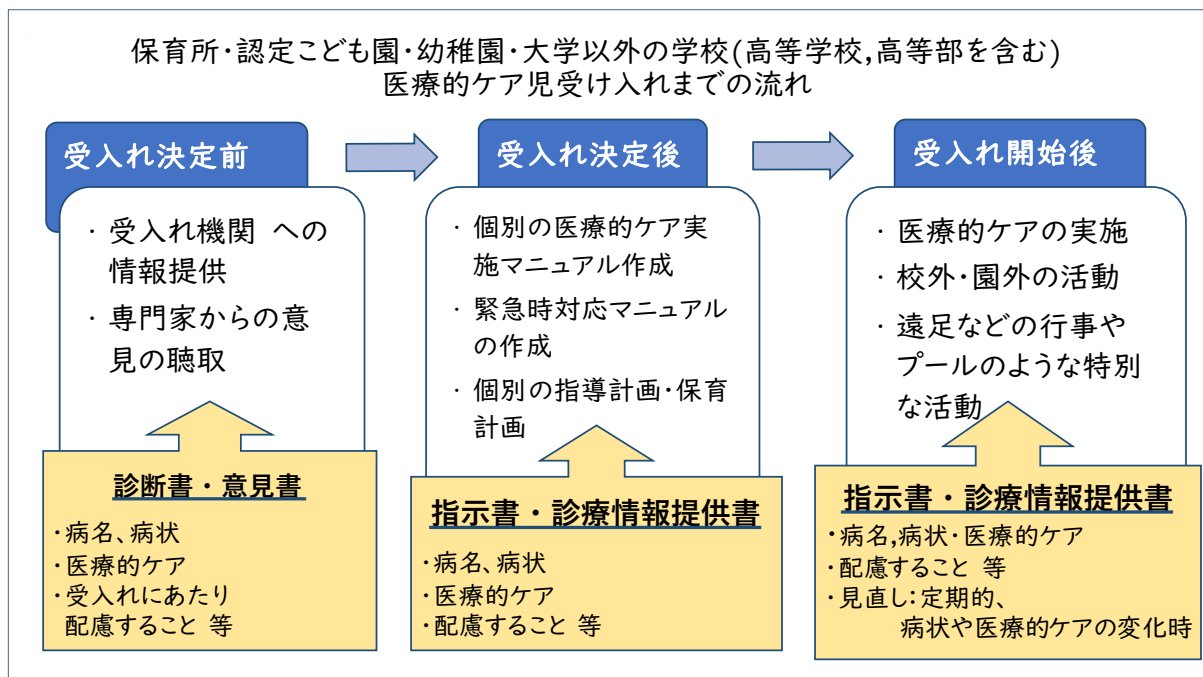 保育所・認定こども園・幼稚園・大学以外の学校(高等学校,高等部を含む)
医療的ケア児受け入れまでの流れ
受入れ決定前
・受入れ機関 への
情報提供
・専門家からの意
見の聴取
診断書・意見書
・病名、病状
・医療的ケア
・受入れにあたり
配慮すること 等
受入れ決定後
・個別の医療的ケア実
施マニュアル作成
・緊急時対応マニュアル
の作成
・個別の指導計画・保育
計画
指示書・診療情報提供書
・病名、病状
・医療的ケア
・配慮すること 等
受入れ開始後
・医療的ケアの実施
・校外・園外の活動
・遠足などの行事や
プールのような特別
な活動
指示書・診療情報提供書
・病名,病状・医療的ケア
・配慮すること 等
・見直し:定期的、
病状や医療的ケアの変化時